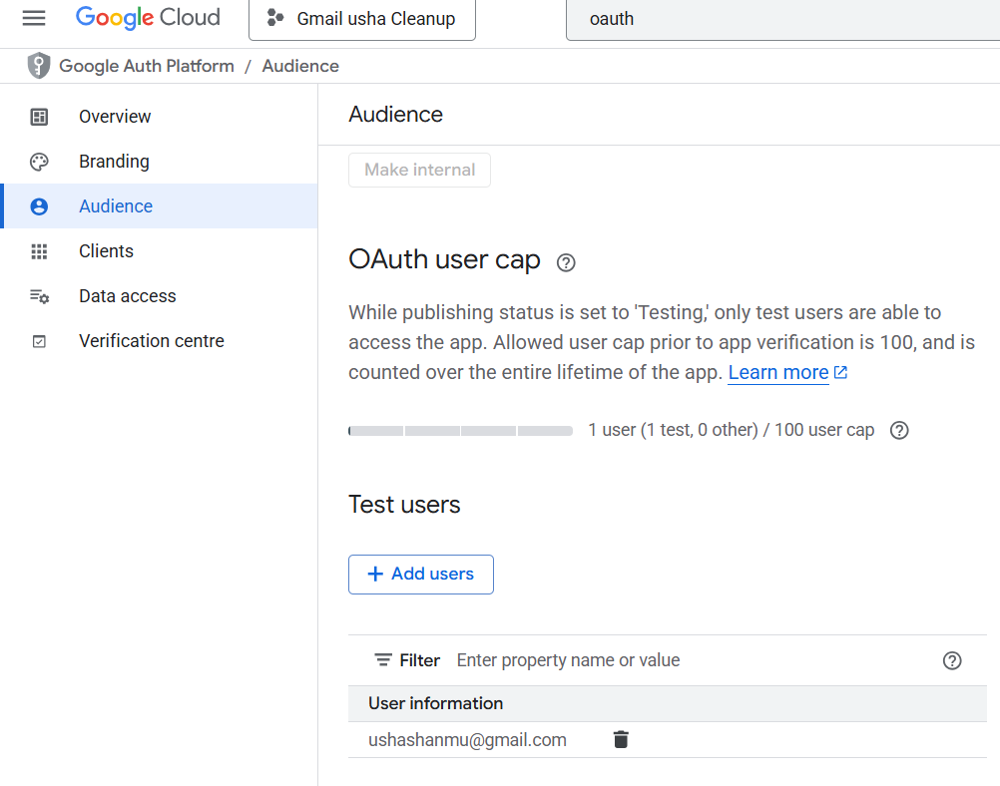 Google Cloud
Gmail usha Cleanup
oauth
Google Auth Platform / Audience
Overview
Branding
Audience
Clients
Data access
Verification centre
Audience
Make internal
OAuth user cap
While publishing status is set to 'Testing,' only test users are able to
access the app. Allowed user cap prior to app verification is 100, and is
counted over the entire lifetime of the app. Learn more
1 user (1 test, 0 other) / 100 user cap
Test users
+ Add users
Filter Enter property name or value
User information
ushashanmu@gmail.com